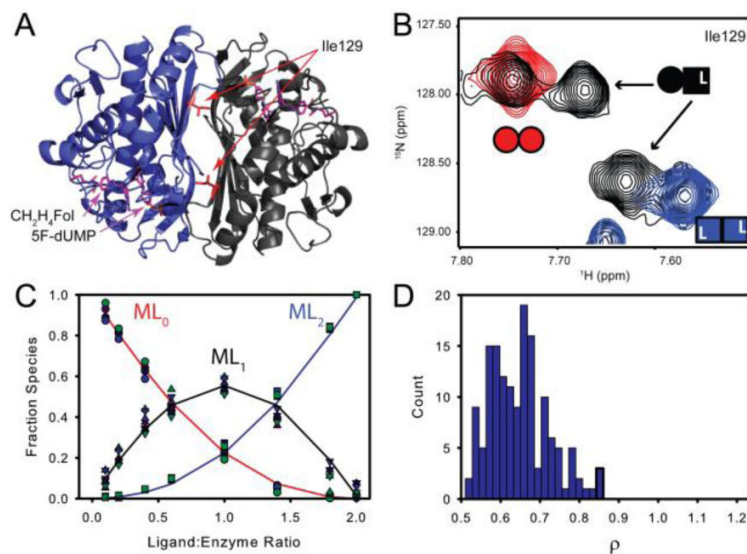 A
Ile129
CH2H4Fol
5F-dUMP
B
127.50
128.00
128.50
129.00
15N (ppm)
7.80
7.70
7.60
1H (ppm)
Ile129
L
L
L
C
1.0
0.8
0.6
0.4
0.2
0.0
Fraction Species
ML0
ML1
ML2
0.0
0.5
1.0
1.5
2.0
Ligand:Enzyme Ratio
D
20
15
10
5
0
Count
0.5
0.6
0.7
0.8
0.9
1.0
1.1
1.2
ρ